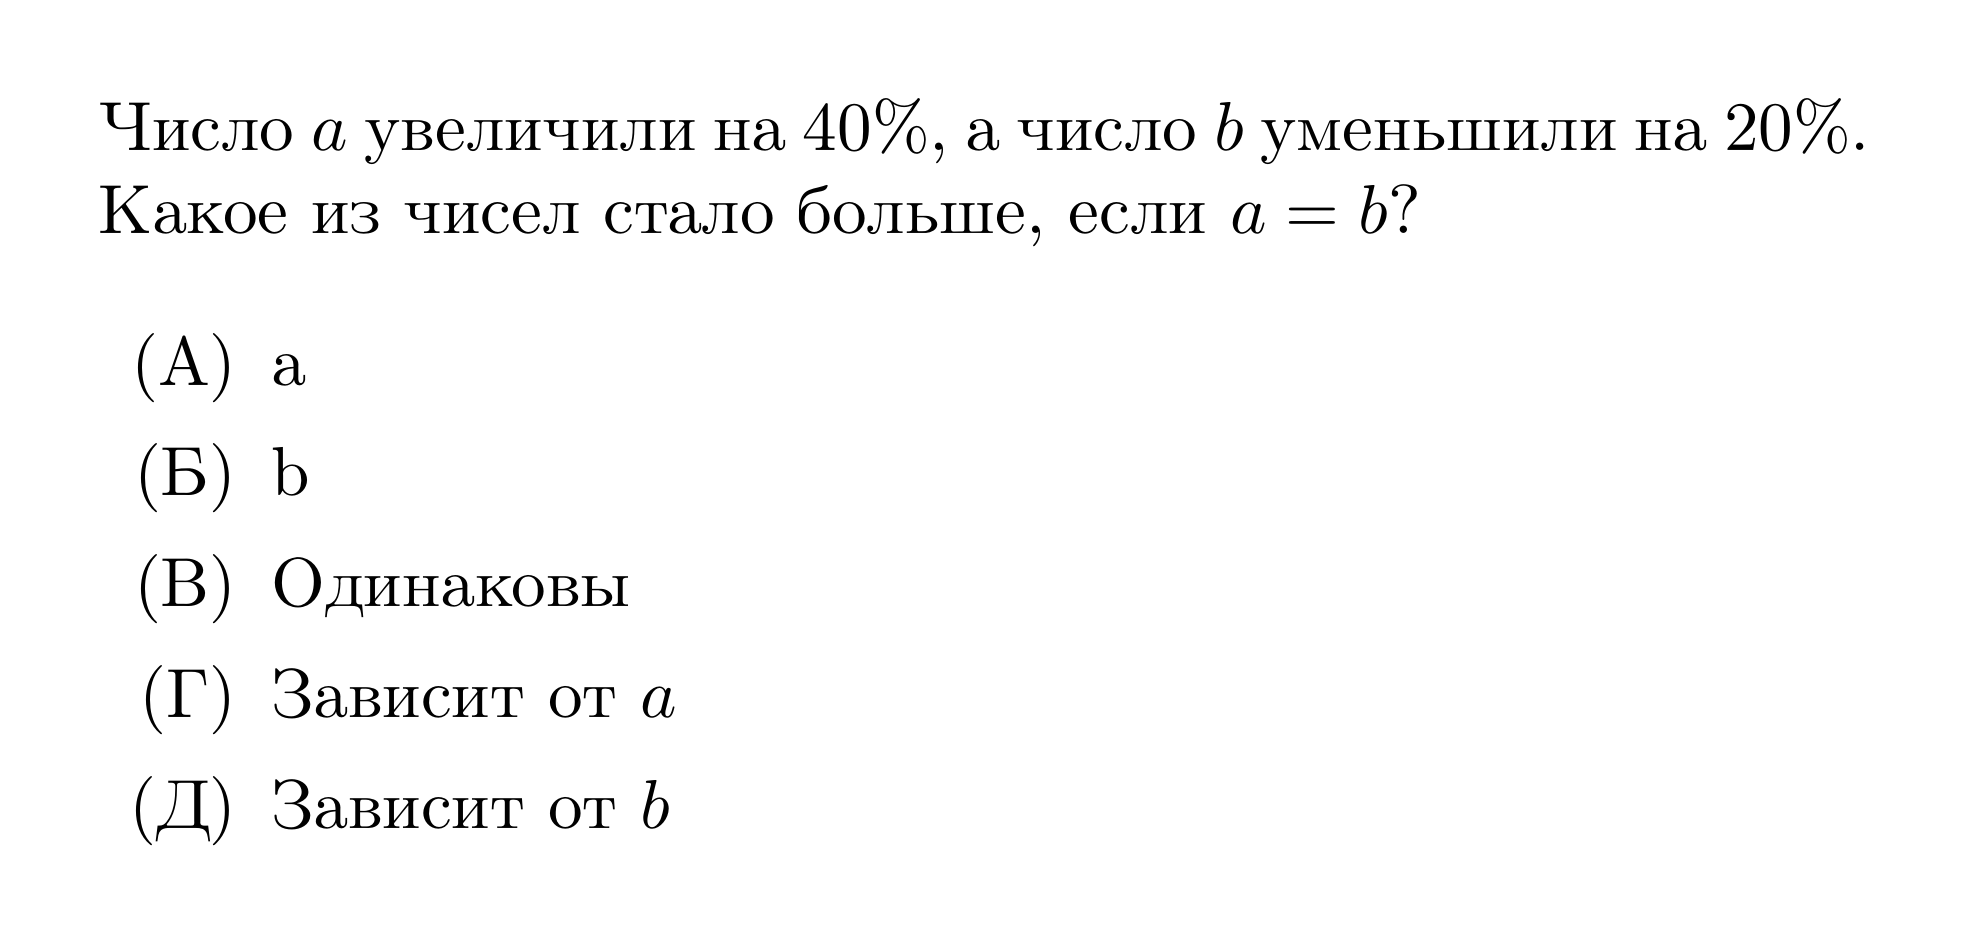 Число a увеличили на 40%, а число b уменьшили на 20%.
Какое из чисел стало больше, если a = b?
(А) a
(Б) b
(В) Одинаковы
(Г) Зависит от a
(Д) Зависит от b